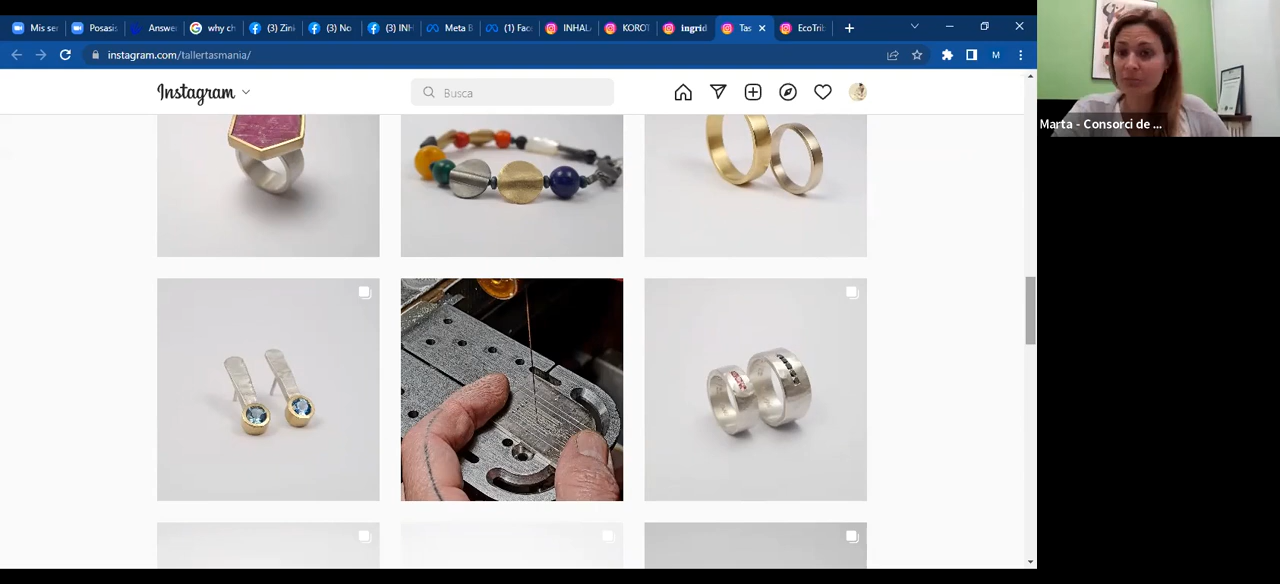 Mis se
Posasis
Answer
why ch
(3) Zin
(3) No
(3) INH
Meta B
(1) Fac
INHAL
KOROT
ingrid
Tas
EcoTri
instagram.com/tallertasmania/
M
Instagram
Busca
Marta - Consorci de ...